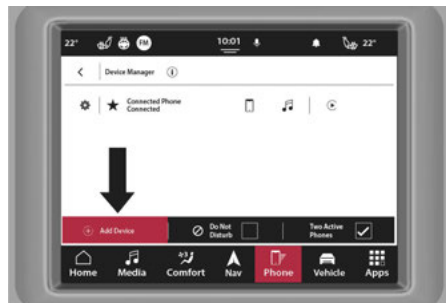 22° FM 10:01 22°
Device Manager
Connected Phone
Connected
Add Device
Do Not
Disturb
Two Active
Phones
Home Media Comfort Nav Phone Vehicle Apps